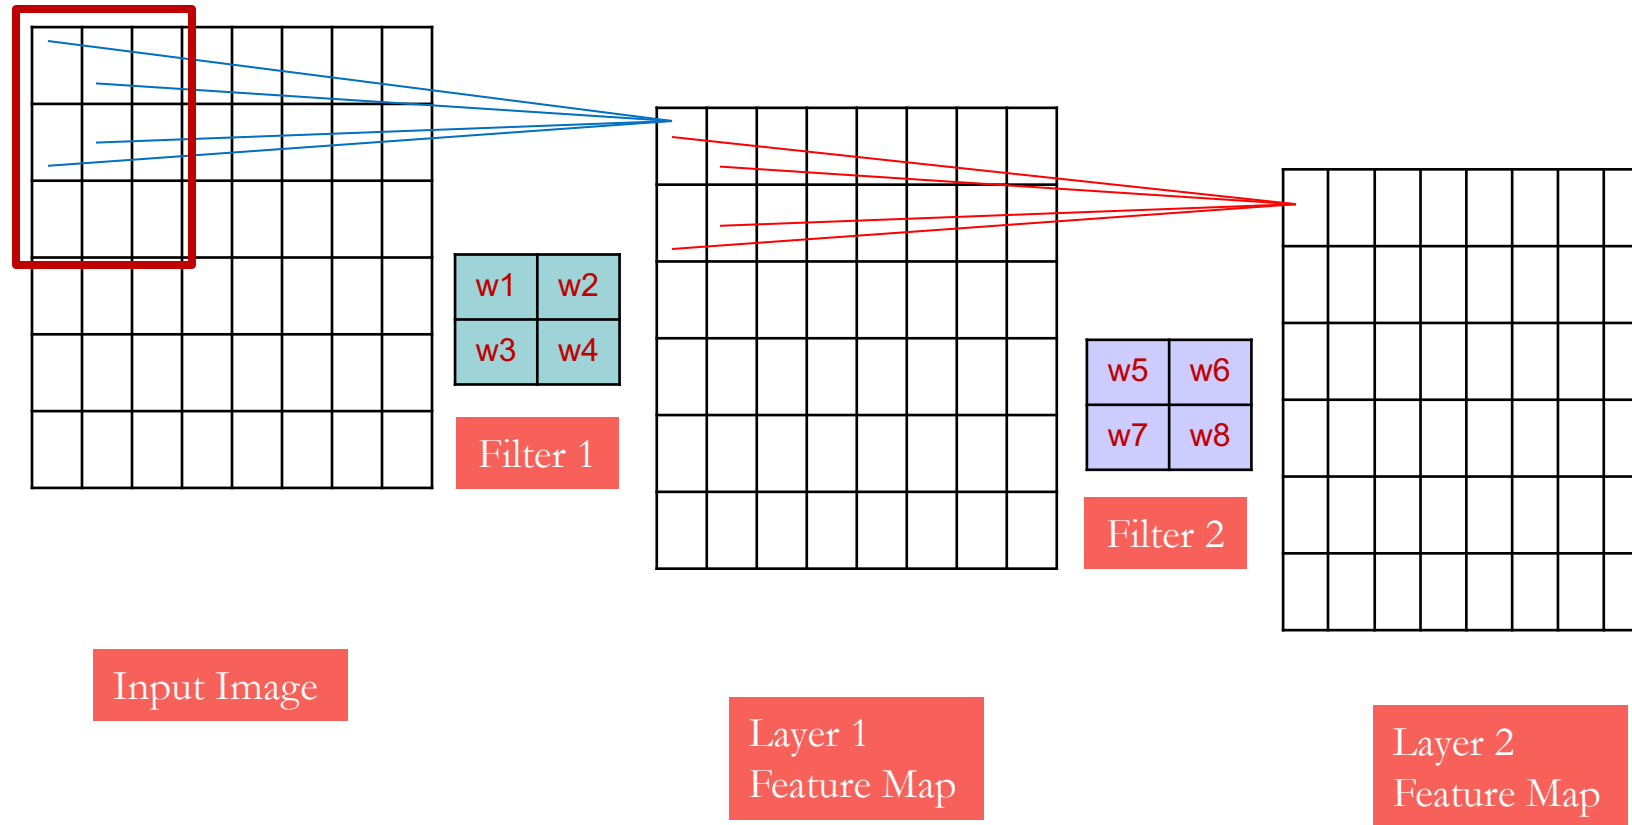 w1 w2
w3 w4
Filter 1
w5 w6
w7 w8
Filter 2
Input Image
Layer 1
Feature Map
Layer 2
Feature Map